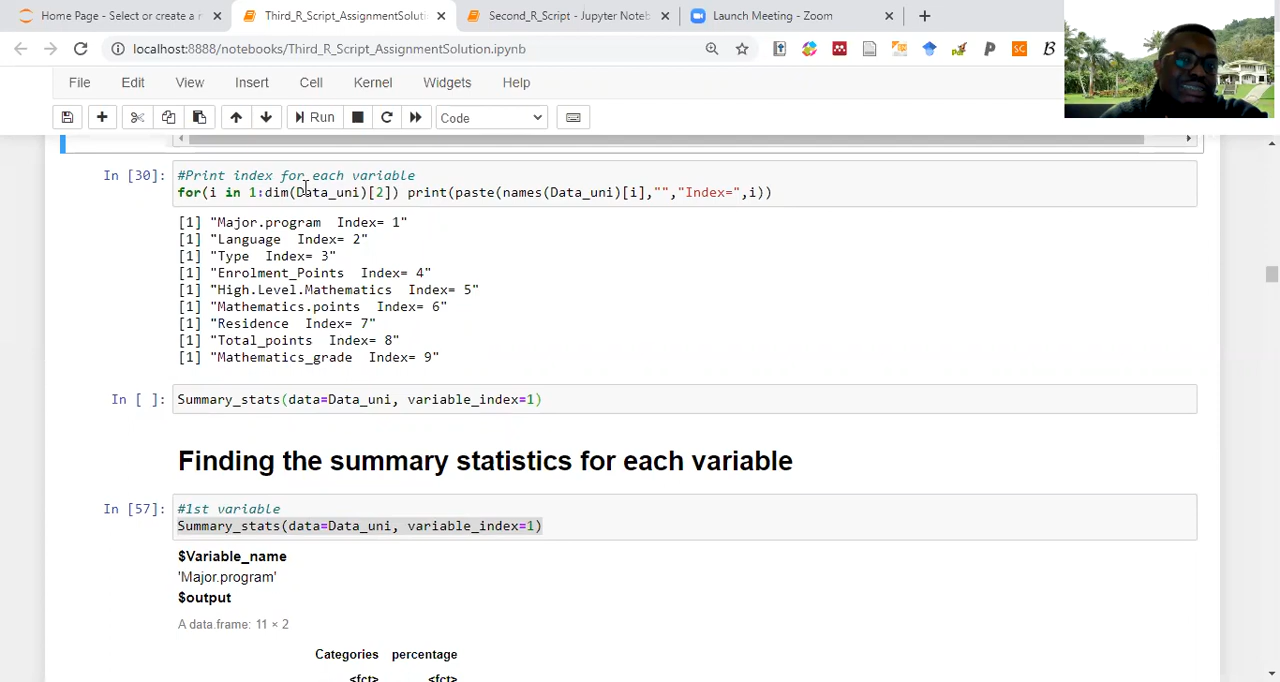 Home Page - Select or create a n
Third_R_Script_AssignmentSolutio
Second_R_Script - Jupyter Noteb
Launch Meeting - Zoom
localhost:8888/notebooks/Third_R_Script_AssignmentSolution.ipynb
File Edit View Insert Cell Kernel Widgets Help
Run Code
In [30]: #Print index for each variable
for(i in 1:dim(Data_uni)[2]) print(paste(names(Data_uni)[i],"","Index=",i))
[1] "Major.program  Index= 1"
[1] "Language  Index= 2"
[1] "Type  Index= 3"
[1] "Enrolment_Points  Index= 4"
[1] "High.Level.Mathematics  Index= 5"
[1] "Mathematics.points  Index= 6"
[1] "Residence  Index= 7"
[1] "Total_points  Index= 8"
[1] "Mathematics_grade  Index= 9"
In [ ]: Summary_stats(data=Data_uni, variable_index=1)
Finding the summary statistics for each variable
In [57]: #1st variable
Summary_stats(data=Data_uni, variable_index=1)
$Variable_name
'Major.program'
$output
A data.frame: 11 × 2
Categories percentage
<fct> <fct>